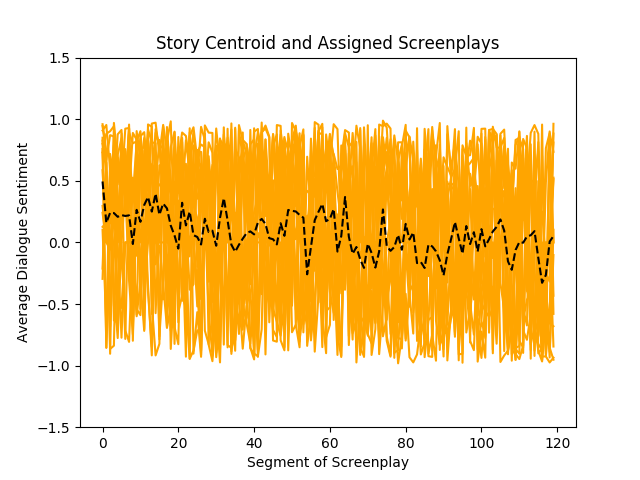 Story Centroid and Assigned Screenplays
1.5
1.0
0.5
0.0
−0.5
−1.0
−1.5
Average Dialogue Sentiment
0 20 40 60 80 100 120
Segment of Screenplay